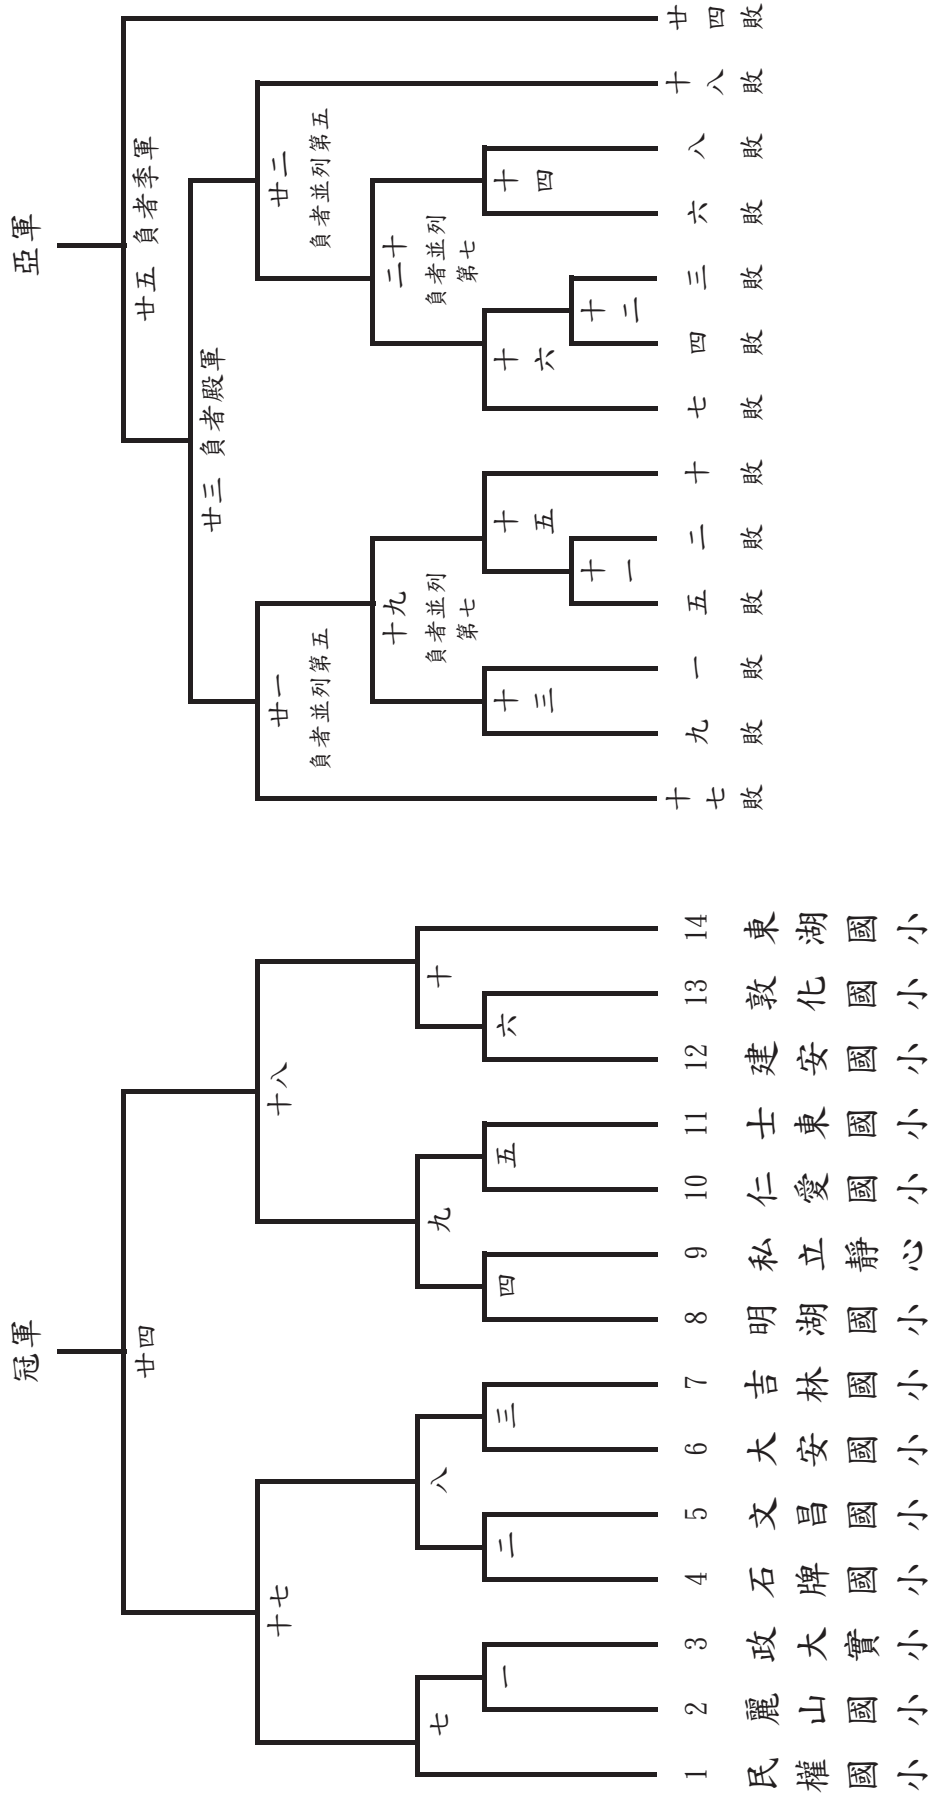 冠軍
廿四
十七
十八
七
八
九
十
一
二
三
四
五
六
1 民權國小
2 麗山國小
3 政大實小
4 石牌國小
5 文昌國小
6 大安國小
7 吉林國小
8 明湖國小
9 私立靜心
10 仁愛國小
11 士東國小
12 建安國小
13 敦化國小
14 東湖國小
亞軍
廿五 負者季軍
廿三 負者殿軍
廿一
負者並列第五
廿二
負者並列第五
十九
負者並列
第七
二十
負者並列
第七
十三
十五
十六
十四
十一
十二
十七敗
九敗
一敗
五敗
二敗
十敗
七敗
四敗
三敗
六敗
八敗
十八敗
廿四敗